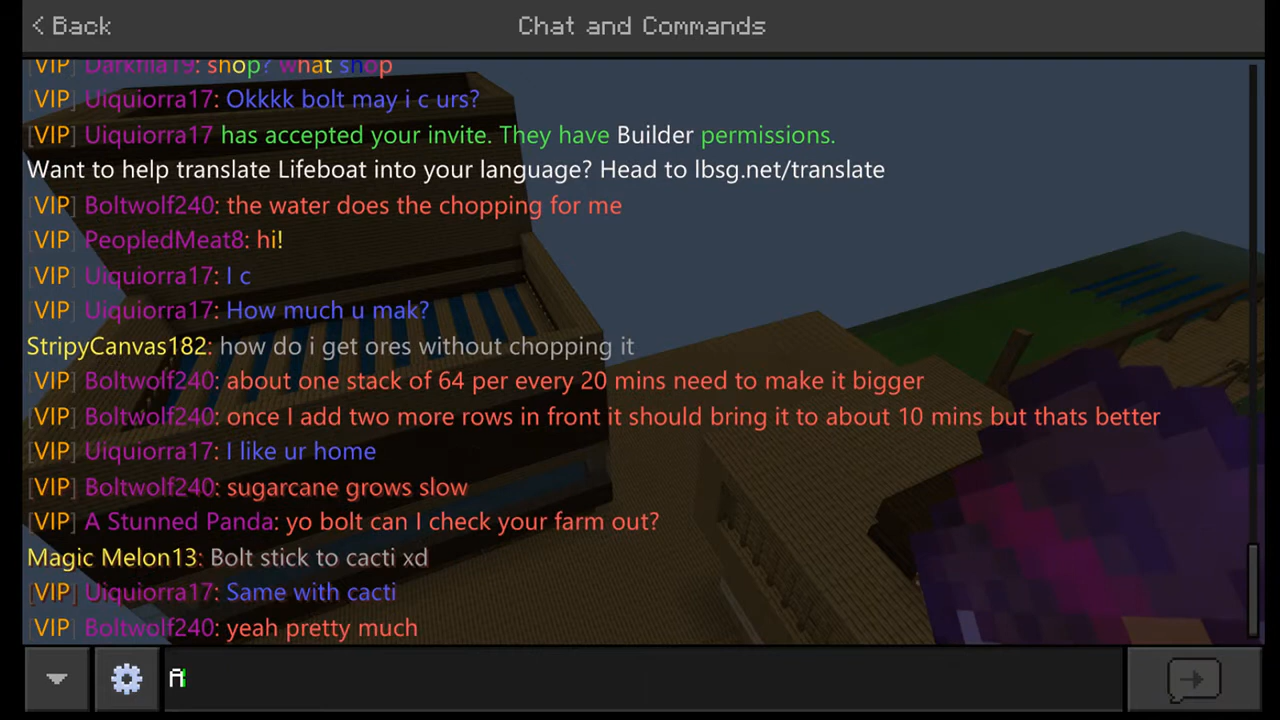 Back
Chat and Commands
[VIP] Darkfila19: shop? what shop
[VIP] Uiquiorra17: Okkkk bolt may i c urs?
[VIP] Uiquiorra17 has accepted your invite. They have Builder permissions.
Want to help translate Lifeboat into your language? Head to lbsg.net/translate
[VIP] Boltwolf240: the water does the chopping for me
[VIP] PeopledMeat8: hi!
[VIP] Uiquiorra17: I c
[VIP] Uiquiorra17: How much u mak?
StripyCanvas182: how do i get ores without chopping it
[VIP] Boltwolf240: about one stack of 64 per every 20 mins need to make it bigger
[VIP] Boltwolf240: once I add two more rows in front it should bring it to about 10 mins but thats better
[VIP] Uiquiorra17: I like ur home
[VIP] Boltwolf240: sugarcane grows slow
[VIP] A Stunned Panda: yo bolt can I check your farm out?
Magic Melon13: Bolt stick to cacti xd
[VIP] Uiquiorra17: Same with cacti
[VIP] Boltwolf240: yeah pretty much